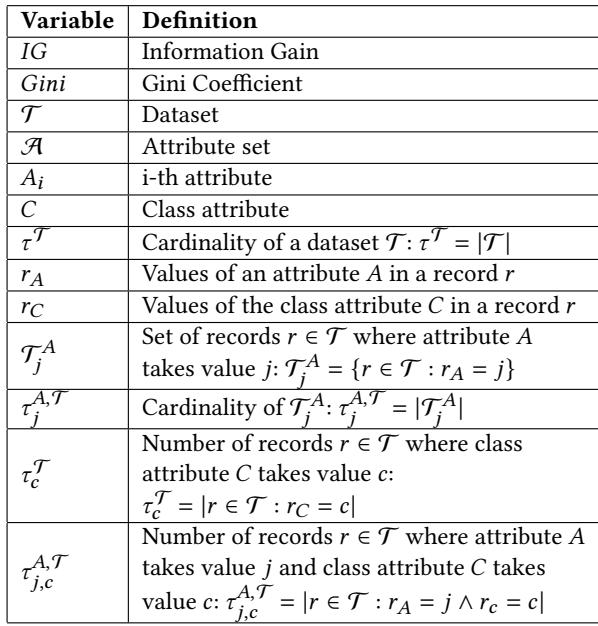 Variable Definition
IG Information Gain
Gini Gini Coefficient
𝒯 Dataset
𝒜 Attribute set
A_i i-th attribute
C Class attribute
τ^𝒯 Cardinality of a dataset 𝒯: τ^𝒯 = |𝒯|
r_A Values of an attribute A in a record r
r_C Values of the class attribute C in a record r
𝒯_j^A Set of records r ∈ 𝒯 where attribute A
takes value j: 𝒯_j^A = {r ∈ 𝒯 : r_A = j}
τ_j^{A,𝒯} Cardinality of 𝒯_j^A: τ_j^{A,𝒯} = |𝒯_j^A|
τ_c^𝒯 Number of records r ∈ 𝒯 where class
attribute C takes value c:
τ_c^𝒯 = |r ∈ 𝒯 : r_C = c|
τ_{j,c}^{A,𝒯} Number of records r ∈ 𝒯 where attribute A
takes value j and class attribute C takes
value c: τ_{j,c}^{A,𝒯} = |r ∈ 𝒯 : r_A = j ∧ r_c = c|